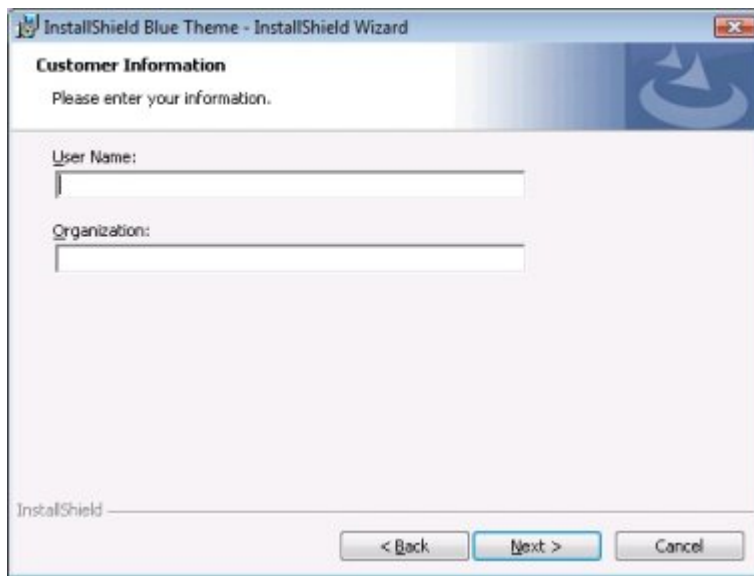 InstallShield Blue Theme - InstallShield Wizard
Customer Information
Please enter your information.
User Name:
Organization:
InstallShield
< Back
Next >
Cancel